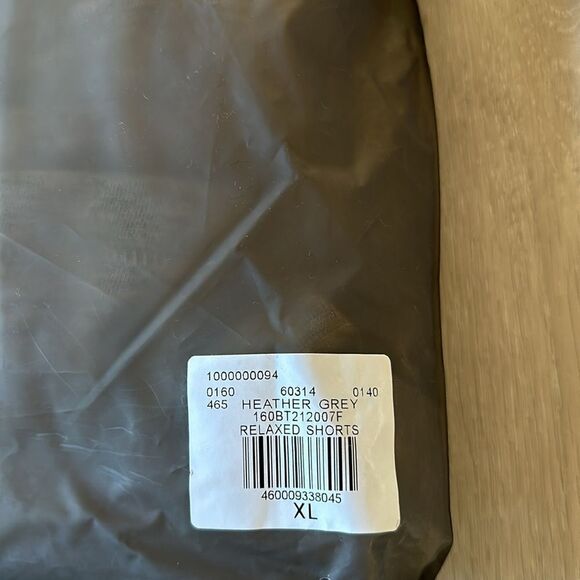 1000000094
0160 60314 0140
465 HEATHER GREY
160BT212007F
RELAXED SHORTS
460009338045
XL